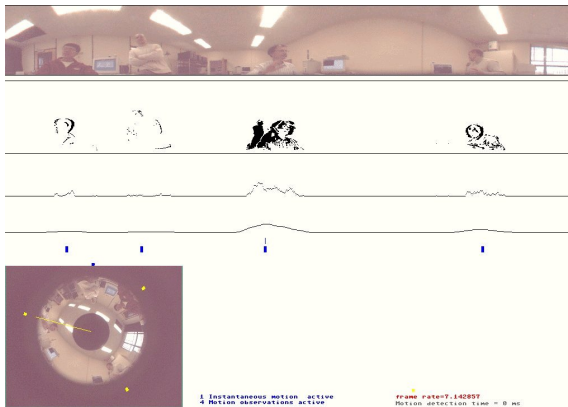 1 Instantaneous motion active
4 Motion observations active
frame rate=7.142857
Motion detection time = 0 ms